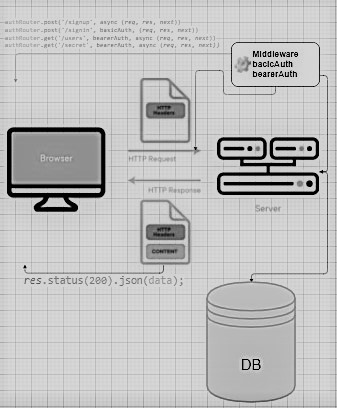 authRouter.post('/signup', async (req, res, next))
authRouter.post('/signin', basicAuth, (req, res, next))
authRouter.get('/users', bearerAuth, async (req, res, next))
authRouter.get('/secret', bearerAuth, async (req, res, next))
Middleware
bacicAuth
bearerAuth
HTTP
Headers
Browser
HTTP Request
HTTP Response
Server
HTTP
Headers
CONTENT
res.status(200).json(data);
DB